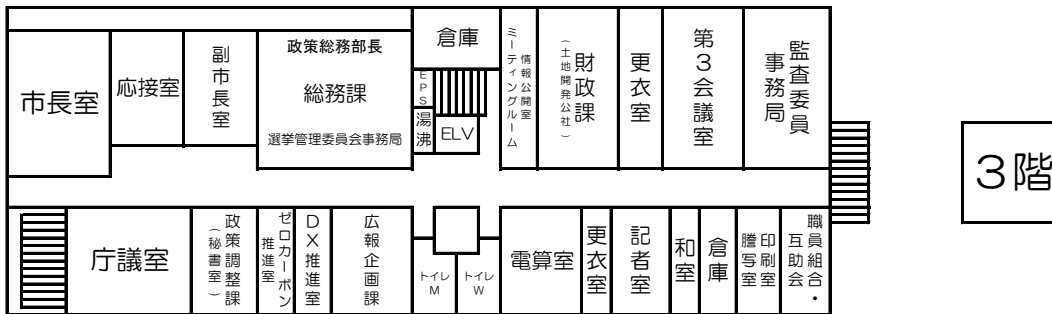 市長室
応接室
副市長室
政策総務部長
総務課
選挙管理委員会事務局
倉庫
EPS
湯沸
ELV
情報公開室
ミーティングルーム
財政課
（土地開発公社）
更衣室
第３会議室
監査委員
事務局
３階
庁議室
政策調整課
（秘書室）
ゼロカーボン
推進室
DX推進室
広報企画課
トイレ
M
トイレ
W
電算室
更衣室
記者室
和室
倉庫
印刷室
謄写室
職員組合・
互助会